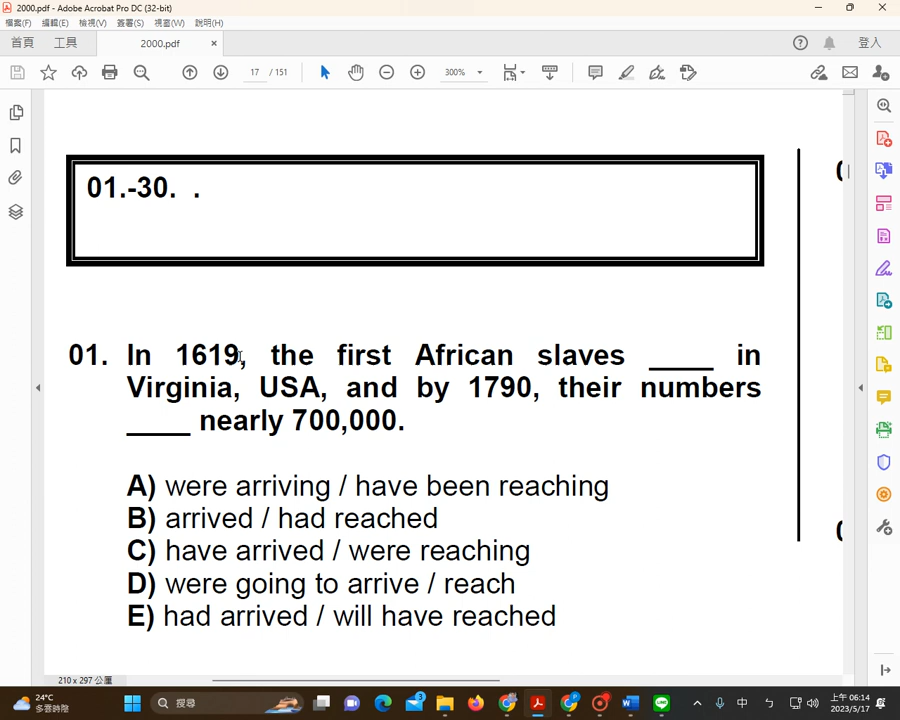 2000.pdf - Adobe Acrobat Pro DC (32-bit)
檔案(F) 編輯(E) 檢視(V) 簽署(S) 視窗(W) 說明(H)
首頁 工具 2000.pdf × 登入
17 / 151 300%
01.-30. .
01. In 1619, the first African slaves ____ in
Virginia, USA, and by 1790, their numbers
____ nearly 700,000.
A) were arriving / have been reaching
B) arrived / had reached
C) have arrived / were reaching
D) were going to arrive / reach
E) had arrived / will have reached
210 x 297 公釐
24°C
多雲時陰
搜尋
3
中
上午 06:14
2023/5/17